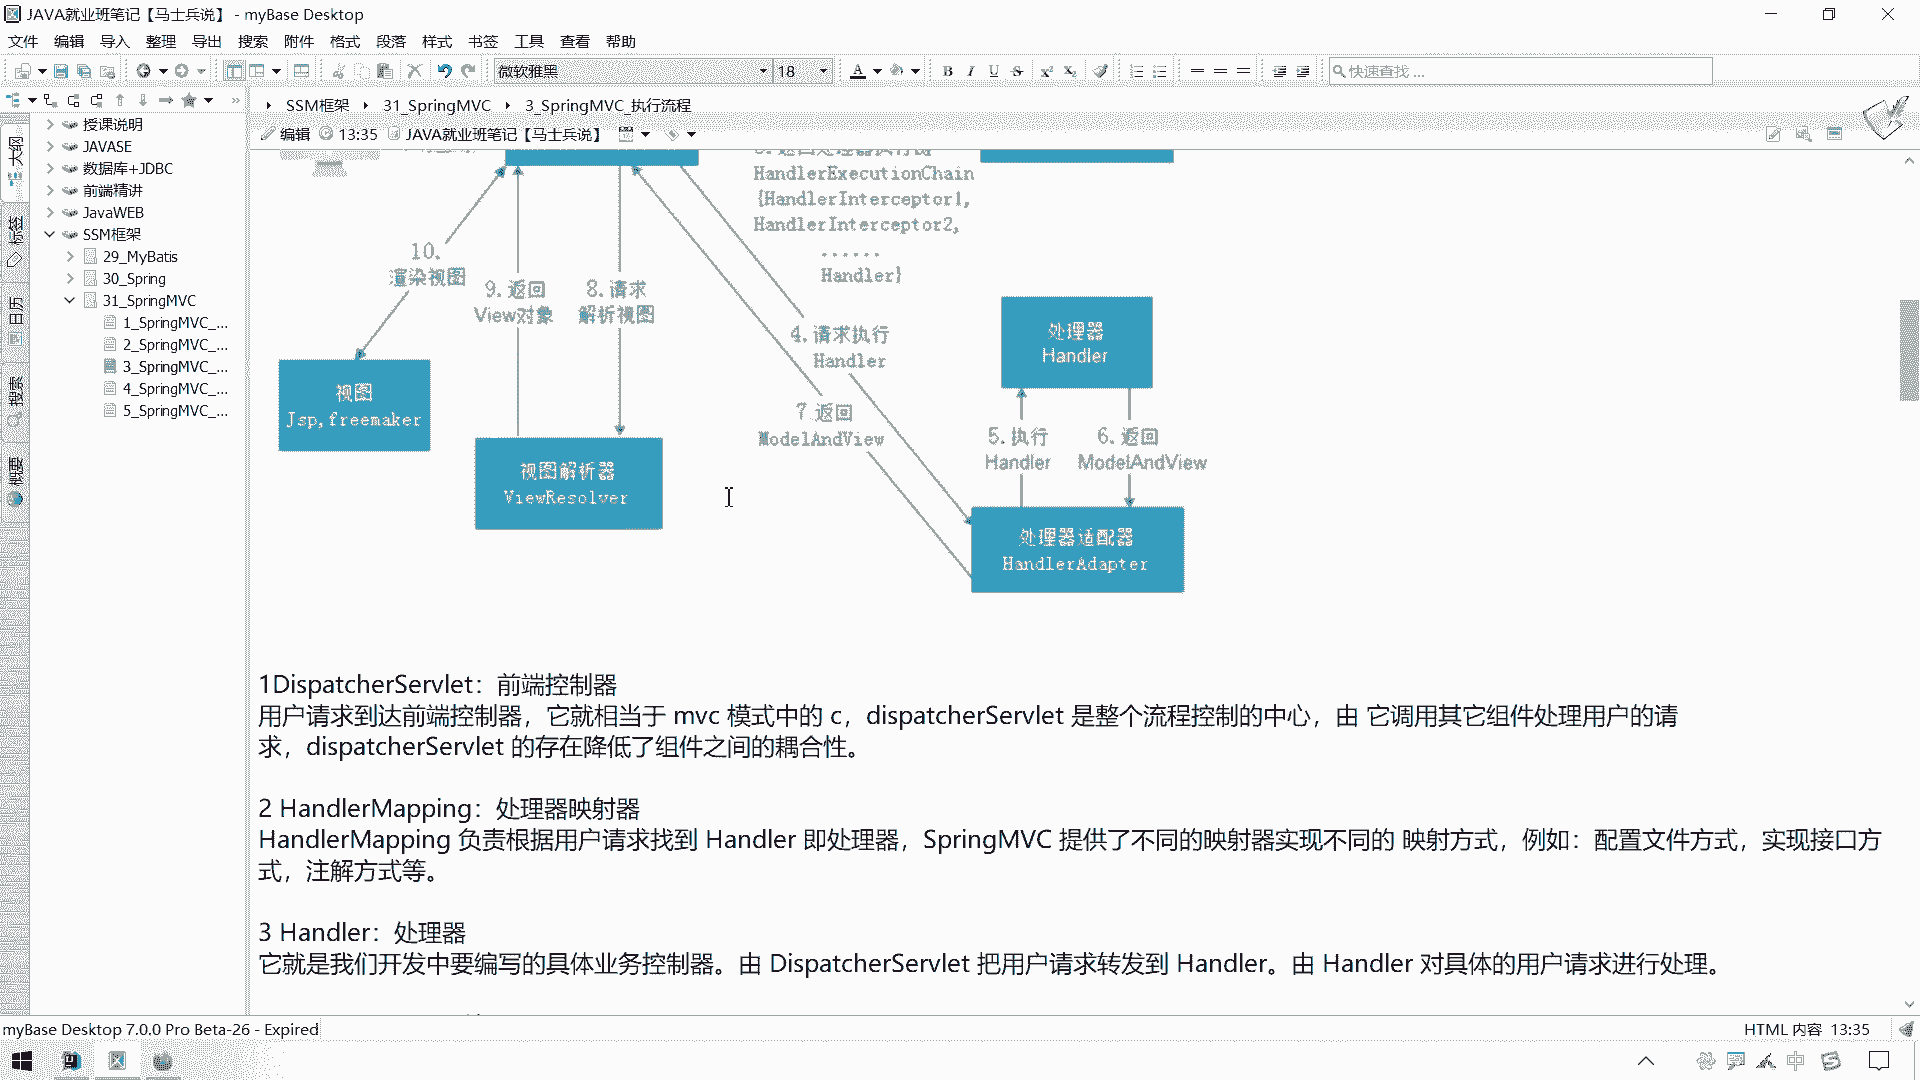 JAVA就业班笔记【马士兵说】 - myBase Desktop
文件 编辑 导入 整理 导出 搜索 附件 格式 段落 样式 书签 工具 查看 帮助
微软雅黑 18 快速查找 ...
SSM框架 31_SpringMVC 3_SpringMVC_执行流程
编辑 13:35 JAVA就业班笔记【马士兵说】
大纲
标签
日历
搜索
概要
授课说明
JAVASE
数据库+JDBC
前端精讲
JavaWEB
SSM框架
29_MyBatis
30_Spring
31_SpringMVC
1_SpringMVC_...
2_SpringMVC_...
3_SpringMVC_...
4_SpringMVC_...
5_SpringMVC_...
HandlerExecutionChain
{HandlerInterceptor1,
HandlerInterceptor2,
......
Handler}
10.
渲染视图
9.返回
View对象
8.请求
解析视图
4.请求执行
Handler
7.返回
ModelAndView
处理器
Handler
5.执行
Handler
6.返回
ModelAndView
视图
Jsp,freemaker
视图解析器
ViewResolver
处理器适配器
HandlerAdapter
1DispatcherServlet：前端控制器
用户请求到达前端控制器，它就相当于 mvc 模式中的 c，dispatcherServlet 是整个流程控制的中心，由 它调用其它组件处理用户的请
求，dispatcherServlet 的存在降低了组件之间的耦合性。
2 HandlerMapping：处理器映射器
HandlerMapping 负责根据用户请求找到 Handler 即处理器，SpringMVC 提供了不同的映射器实现不同的 映射方式，例如：配置文件方式，实现接口方
式，注解方式等。
3 Handler：处理器
它就是我们开发中要编写的具体业务控制器。由 DispatcherServlet 把用户请求转发到 Handler。由 Handler 对具体的用户请求进行处理。
myBase Desktop 7.0.0 Pro Beta-26 - Expired
HTML 内容 13:35
中